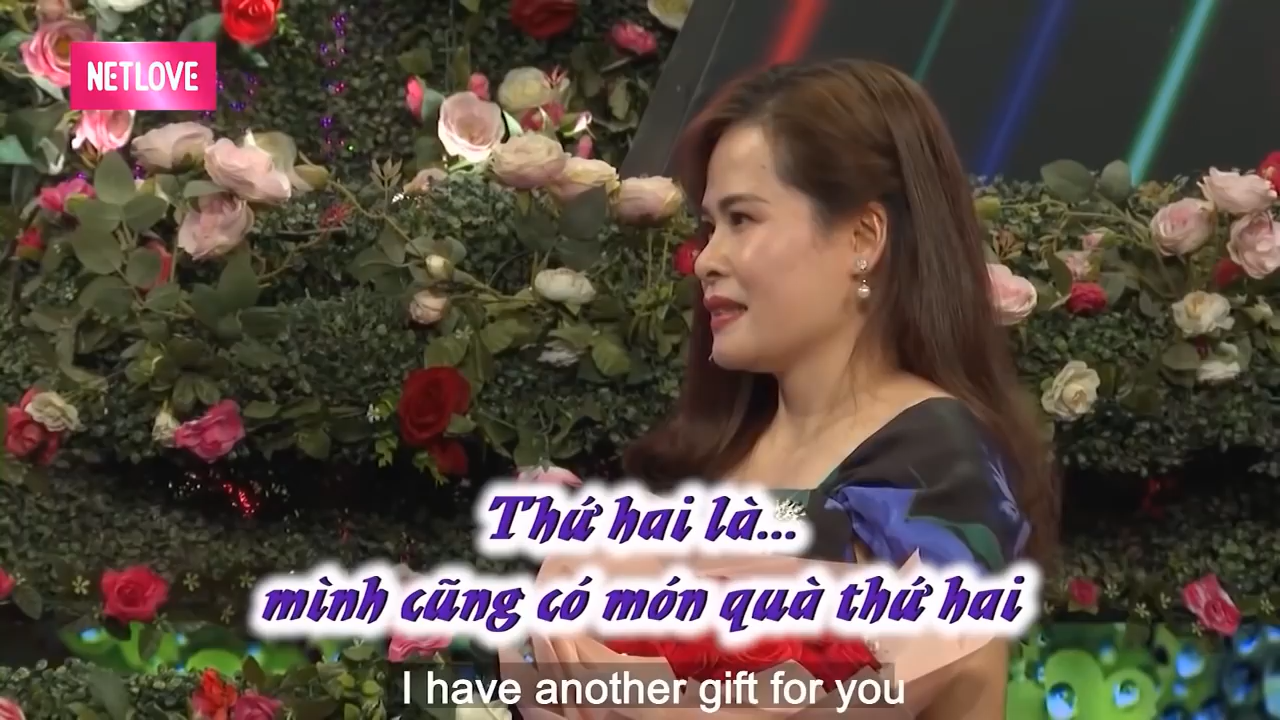 NETLOVE
Thứ hai là...
mình cũng có món quà thứ hai
I have another gift for you